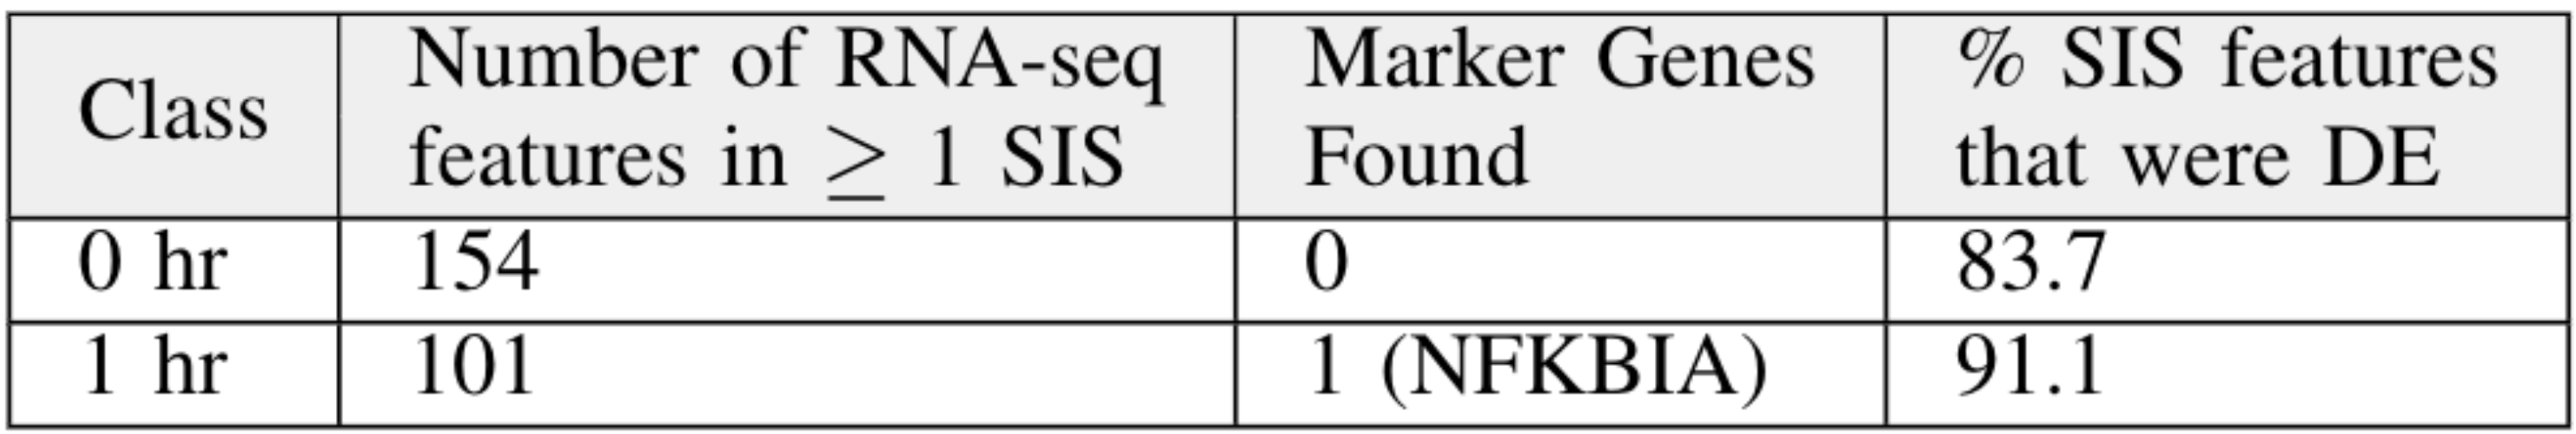 Class
Number of RNA-seq
features in ≥ 1 SIS
Marker Genes
Found
% SIS features
that were DE
0 hr
154
0
83.7
1 hr
101
1 (NFKBIA)
91.1